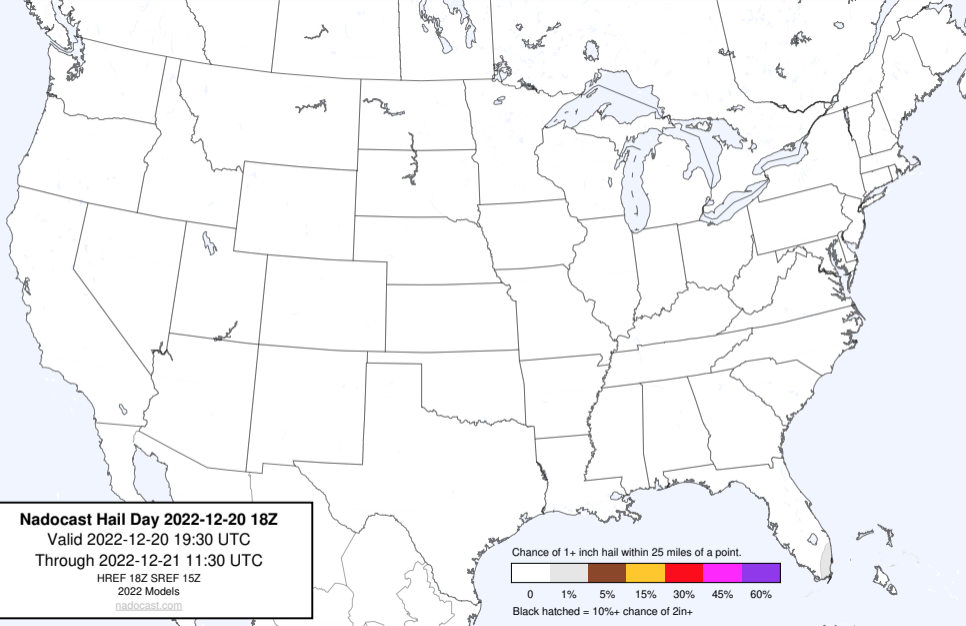 Nadocast Hail Day 2022-12-20 18Z
Valid 2022-12-20 19:30 UTC
Through 2022-12-21 11:30 UTC
HREF 18Z SREF 15Z
2022 Models
nadocast.com
Chance of 1+ inch hail within 25 miles of a point.
0 1% 5% 15% 30% 45% 60%
Black hatched = 10%+ chance of 2in+